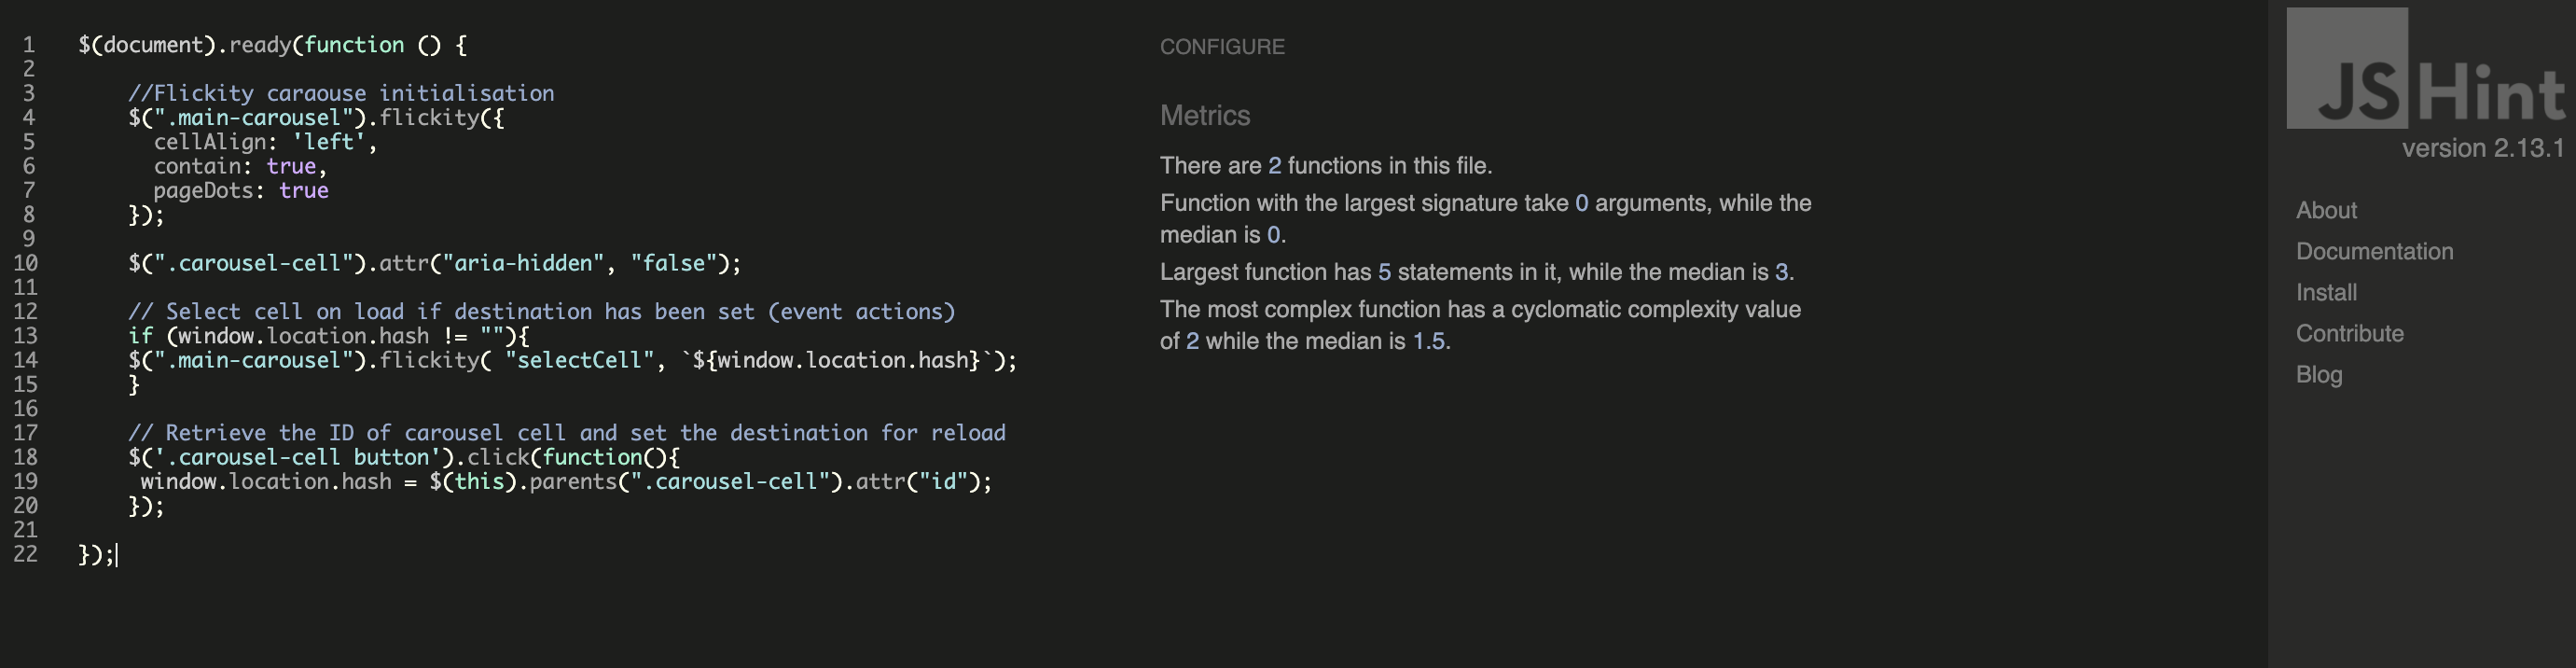 1 $(document).ready(function () {
2
3 //Flickity caraouse initialisation
4 $(".main-carousel").flickity({
5 cellAlign: 'left',
6 contain: true,
7 pageDots: true
8 });
9
10 $(".carousel-cell").attr("aria-hidden", "false");
11
12 // Select cell on load if destination has been set (event actions)
13 if (window.location.hash != ""){
14 $(".main-carousel").flickity( "selectCell", `${window.location.hash}`);
15 }
16
17 // Retrieve the ID of carousel cell and set the destination for reload
18 $('.carousel-cell button').click(function(){
19 window.location.hash = $(this).parents(".carousel-cell").attr("id");
20 });
21
22 });
CONFIGURE
Metrics
There are 2 functions in this file.
Function with the largest signature take 0 arguments, while the
median is 0.
Largest function has 5 statements in it, while the median is 3.
The most complex function has a cyclomatic complexity value
of 2 while the median is 1.5.
JSHint
version 2.13.1
About
Documentation
Install
Contribute
Blog